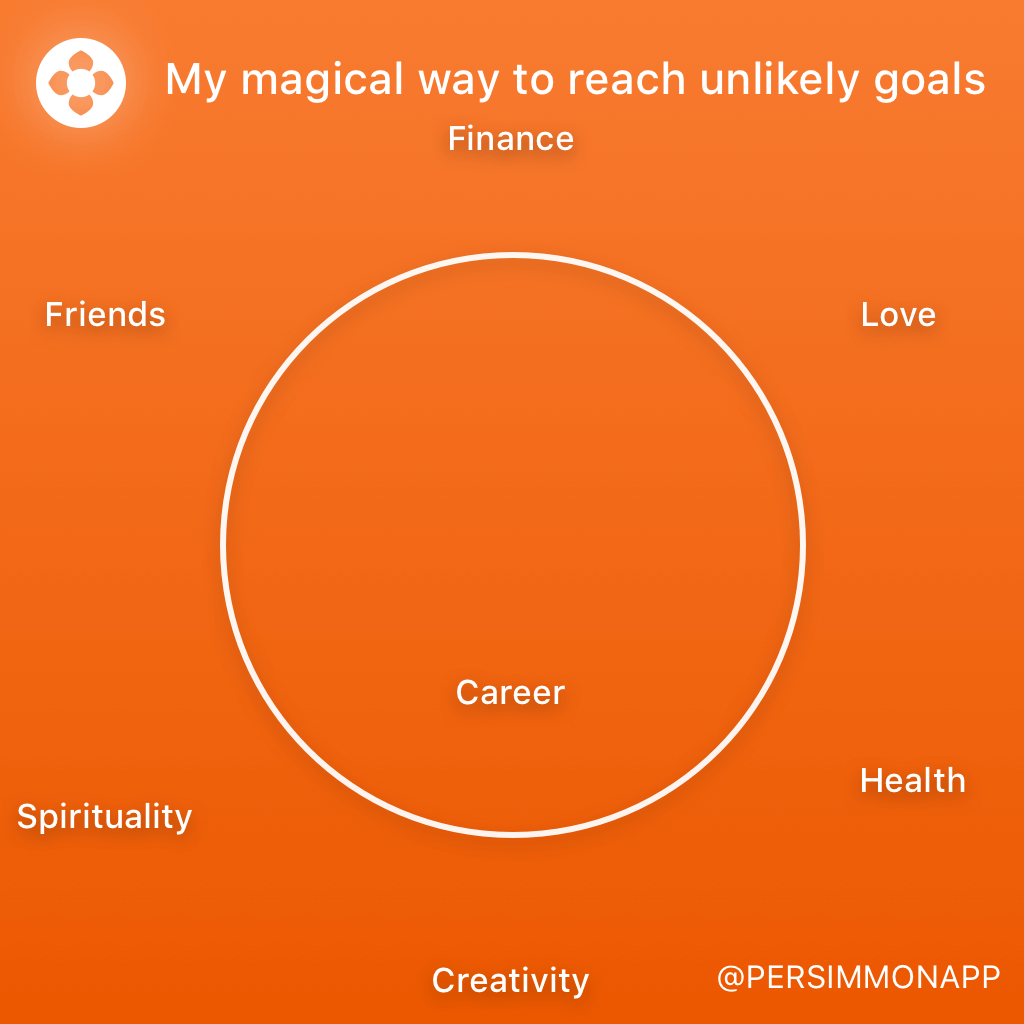 My magical way to reach unlikely goals
Finance
Friends
Love
Career
Health
Spirituality
Creativity
@PERSIMMONAPP